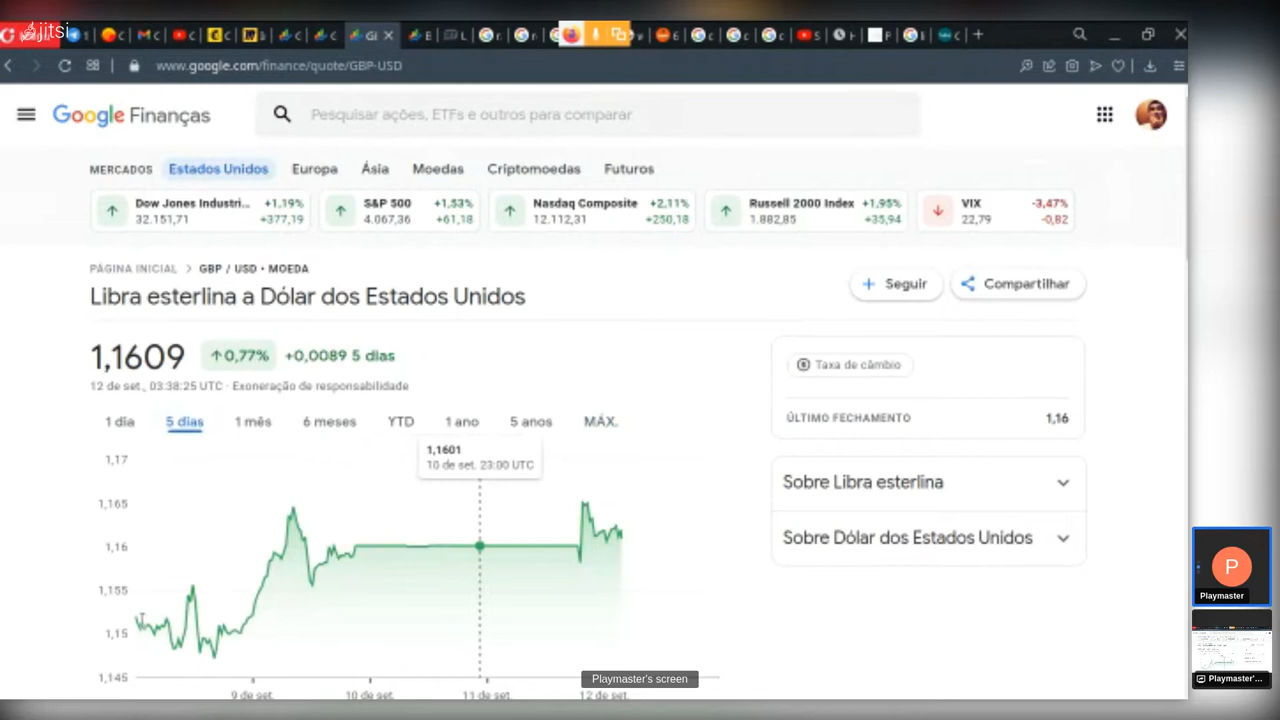 jitsi
www.google.com/finance/quote/GBP-USD
Google Finanças
Pesquisar ações, ETFs e outros para comparar
MERCADOS Estados Unidos Europa Ásia Moedas Criptomoedas Futuros
Dow Jones Industri... +1,19% S&P 500 +1,53% Nasdaq Composite +2,11% Russell 2000 Index +1,95% VIX -3,47%
32.151,71 +377,19 4.067,36 +61,18 12.112,31 +250,18 1.882,85 +35,94 22,79 -0,82
PÁGINA INICIAL > GBP / USD • MOEDA
Libra esterlina a Dólar dos Estados Unidos
+ Seguir
Compartilhar
1,1609 ↑0,77% +0,0089 5 dias
12 de set., 03:38:25 UTC · Exoneração de responsabilidade
1 dia 5 dias 1 mês 6 meses YTD 1 ano 5 anos MÁX.
1,1601
10 de set. 23:00 UTC
1,17
1,165
1,16
1,155
1,15
1,145
9 de set. 10 de set. 11 de set. 12 de set.
Taxa de câmbio
ÚLTIMO FECHAMENTO 1,16
Sobre Libra esterlina
Sobre Dólar dos Estados Unidos
Playmaster's screen
P
Playmaster
Playmaster'...